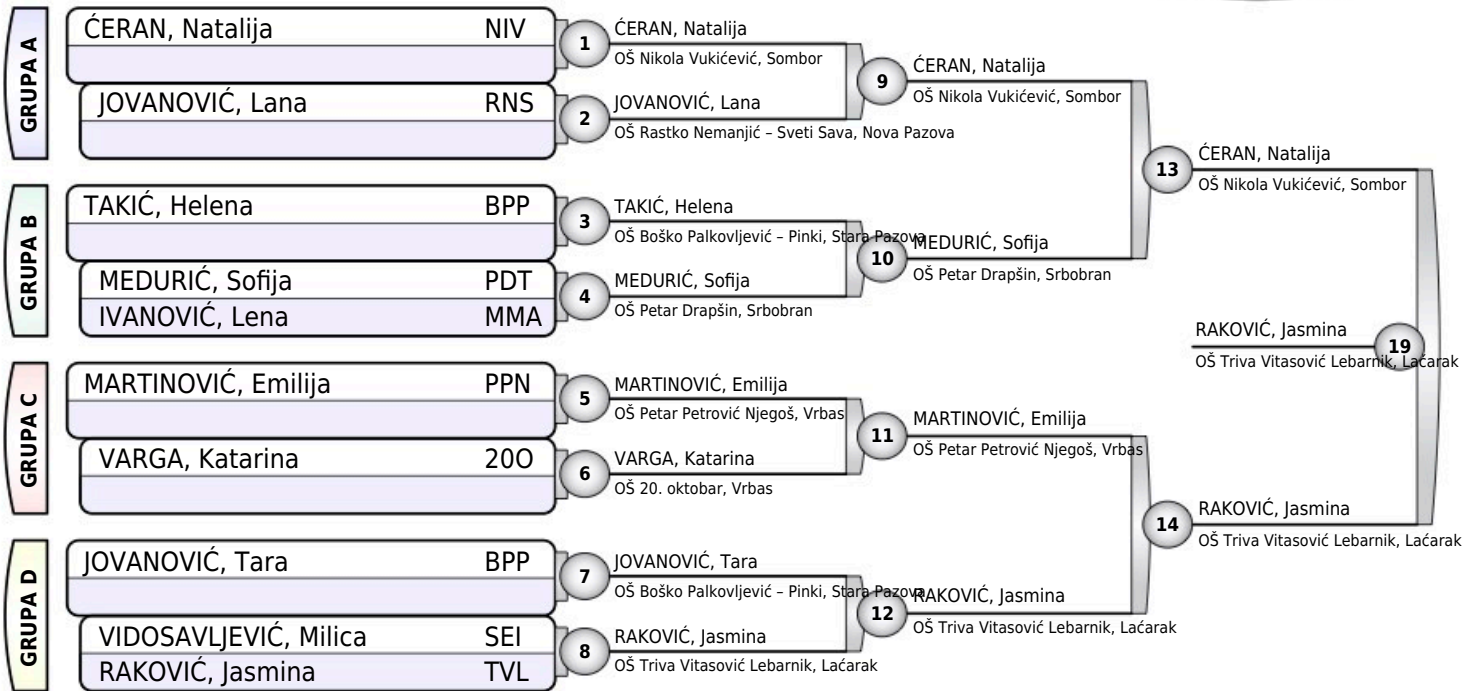 GRUPA A
ĆERAN, Natalija NIV
JOVANOVIĆ, Lana RNS
GRUPA B
TAKIĆ, Helena BPP
MEDURIĆ, Sofija PDT
IVANOVIĆ, Lena MMA
GRUPA C
MARTINOVIĆ, Emilija PPN
VARGA, Katarina 20O
GRUPA D
JOVANOVIĆ, Tara BPP
VIDOSAVLJEVIĆ, Milica SEI
RAKOVIĆ, Jasmina TVL
1
ĆERAN, Natalija
OŠ Nikola Vukićević, Sombor
2
JOVANOVIĆ, Lana
OŠ Rastko Nemanjić – Sveti Sava, Nova Pazova
3
TAKIĆ, Helena
OŠ Boško Palkovljević – Pinki, Stara Pazova
4
MEDURIĆ, Sofija
OŠ Petar Drapšin, Srbobran
5
MARTINOVIĆ, Emilija
OŠ Petar Petrović Njegoš, Vrbas
6
VARGA, Katarina
OŠ 20. oktobar, Vrbas
7
JOVANOVIĆ, Tara
OŠ Boško Palkovljević – Pinki, Stara Pazova
8
RAKOVIĆ, Jasmina
OŠ Triva Vitasović Lebarnik, Laćarak
9
ĆERAN, Natalija
OŠ Nikola Vukićević, Sombor
10
MEDURIĆ, Sofija
OŠ Petar Drapšin, Srbobran
11
MARTINOVIĆ, Emilija
OŠ Petar Petrović Njegoš, Vrbas
12
RAKOVIĆ, Jasmina
OŠ Triva Vitasović Lebarnik, Laćarak
13
ĆERAN, Natalija
OŠ Nikola Vukićević, Sombor
14
RAKOVIĆ, Jasmina
OŠ Triva Vitasović Lebarnik, Laćarak
RAKOVIĆ, Jasmina
19
OŠ Triva Vitasović Lebarnik, Laćarak